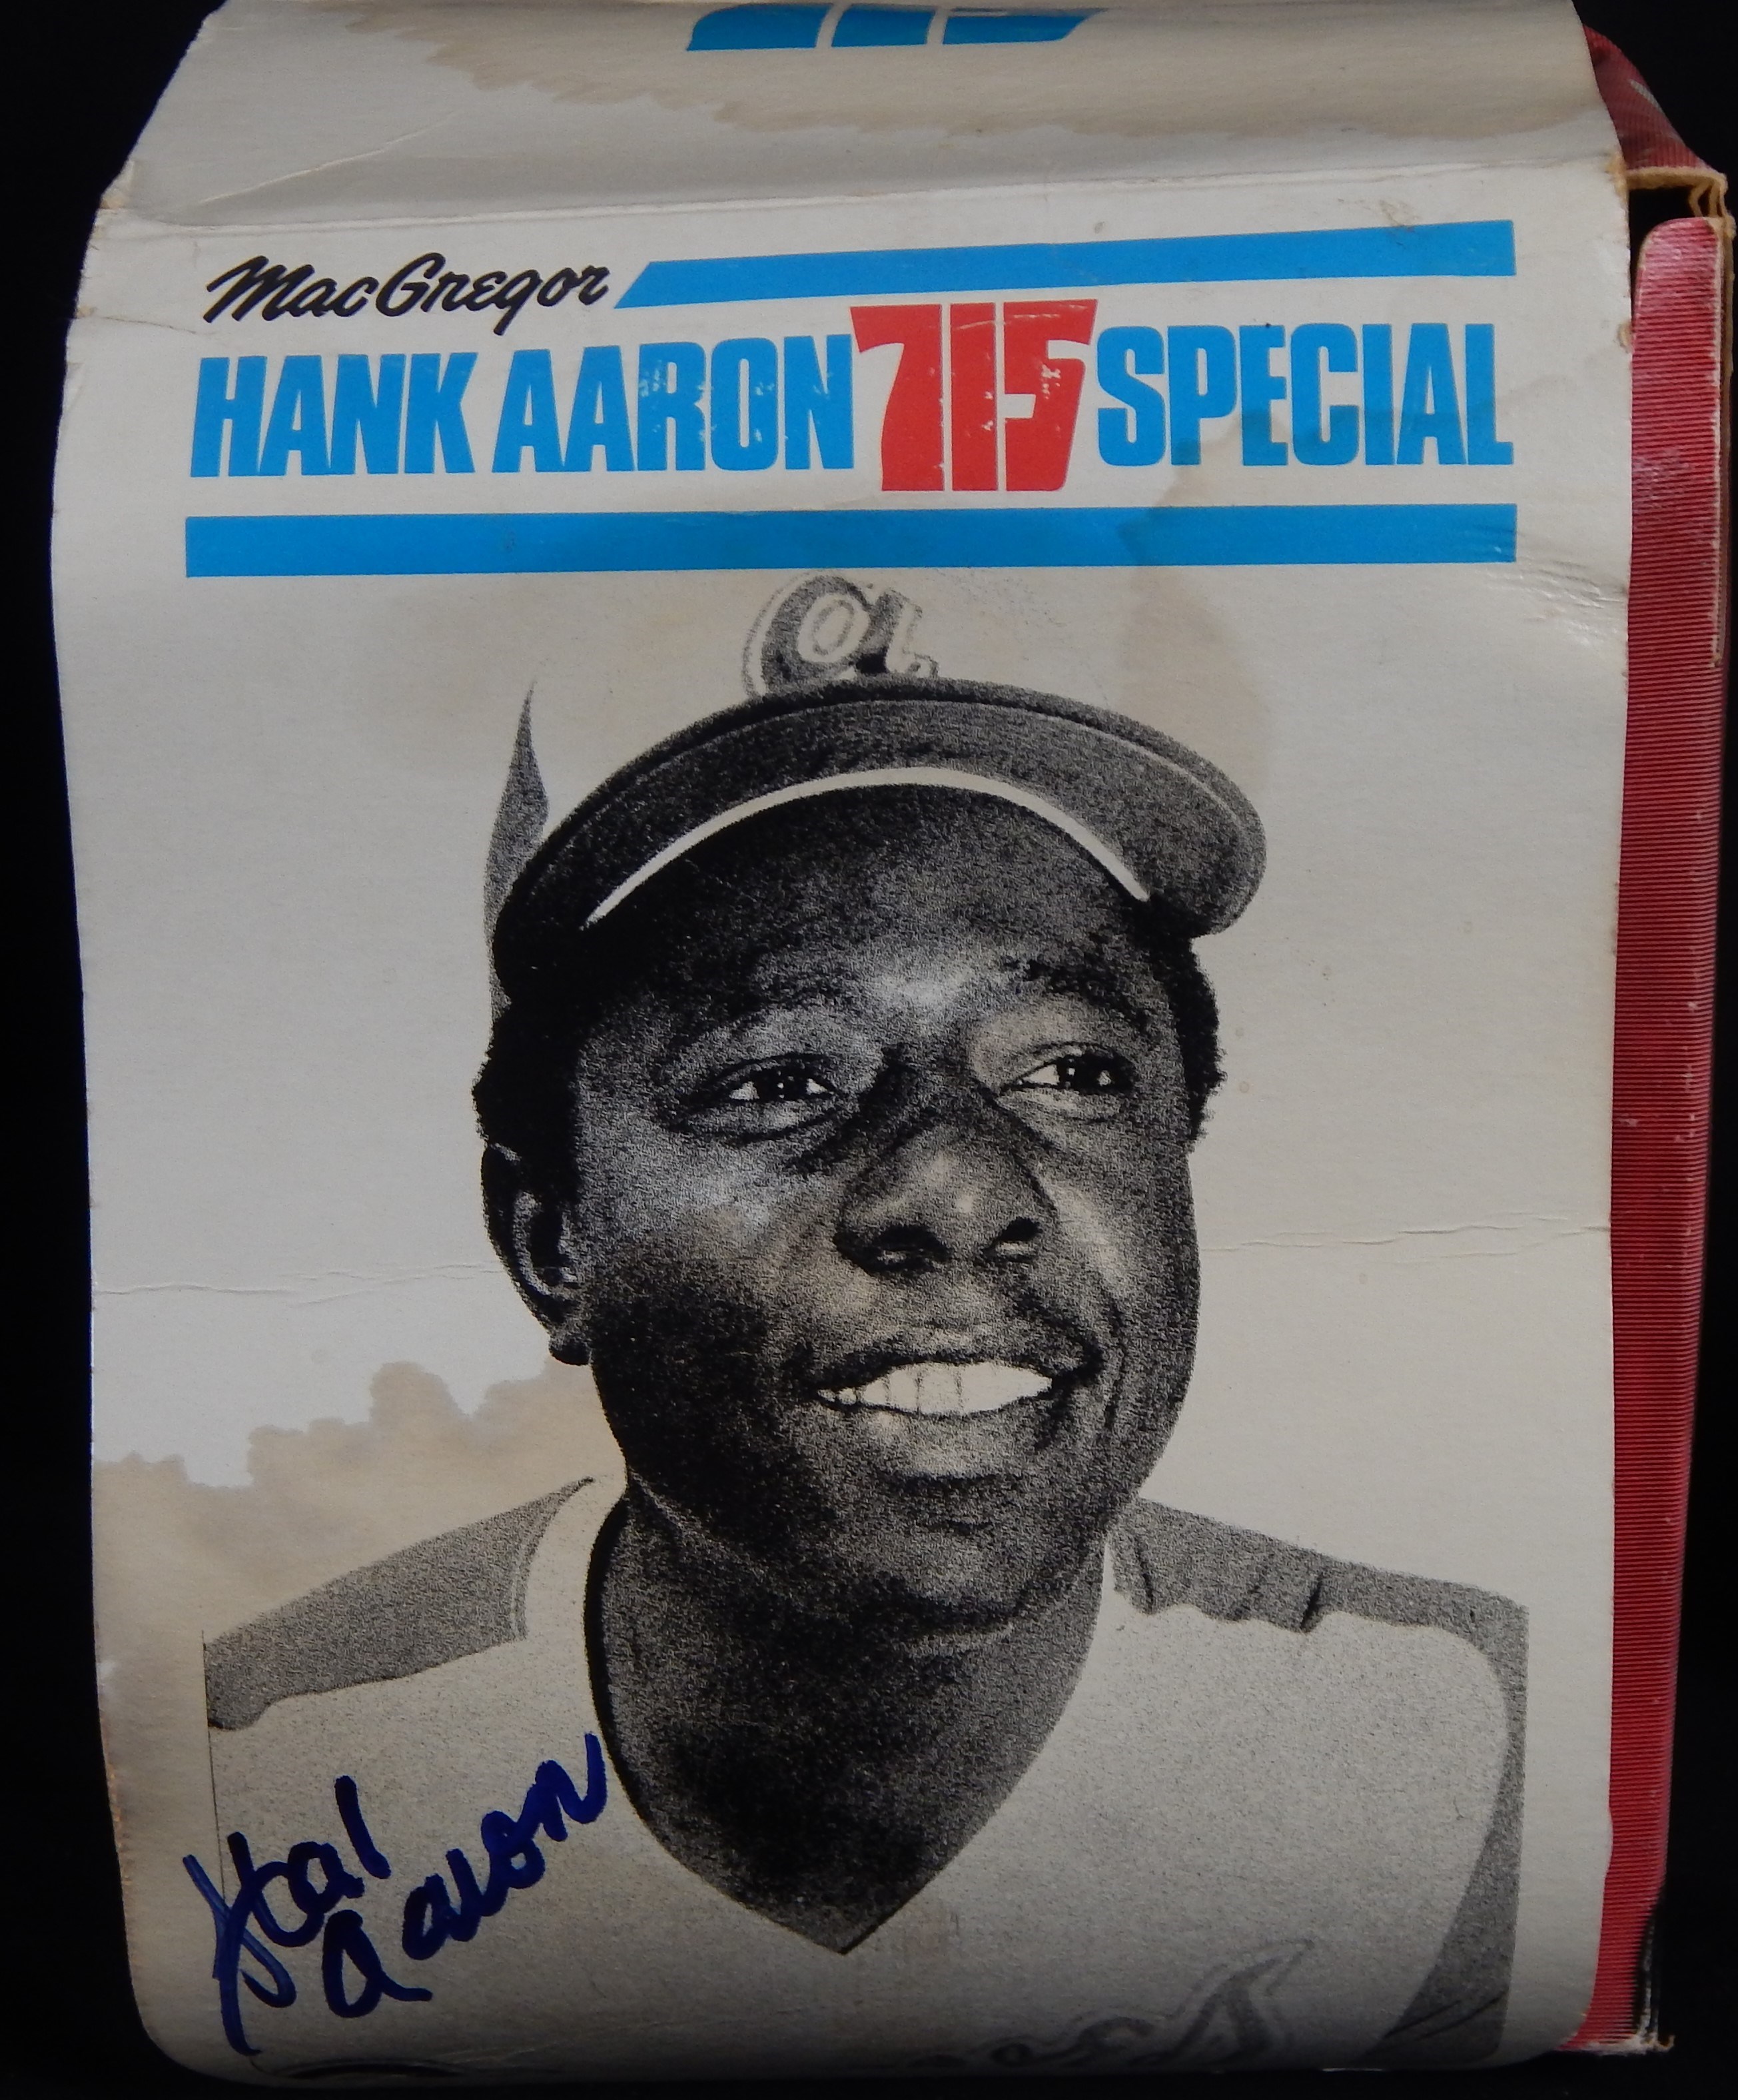 MacGregor
HANK AARON 715 SPECIAL
a
Hal
Aaron